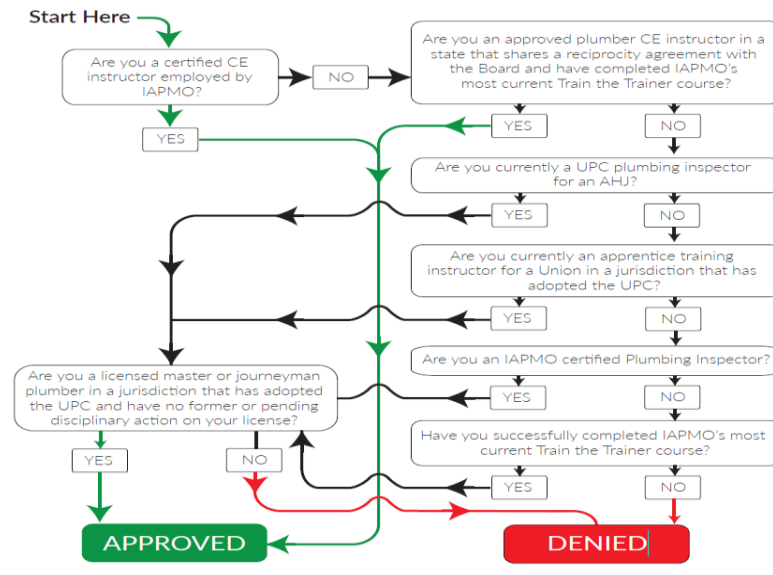 Start Here
Are you a certified CE
instructor employed by
IAPMO?
NO
YES
Are you an approved plumber CE instructor in a
state that shares a reciprocity agreement with
the Board and have completed IAPMO's
most current Train the Trainer course?
YES
NO
Are you currently a UPC plumbing inspector
for an AHJ?
YES
NO
Are you currently an apprentice training
instructor for a Union in a jurisdiction that has
adopted the UPC?
YES
NO
Are you an IAPMO certified Plumbing Inspector?
YES
NO
Have you successfully completed IAPMO's most
current Train the Trainer course?
YES
NO
Are you a licensed master or journeyman
plumber in a jurisdiction that has adopted
the UPC and have no former or pending
disciplinary action on your license?
YES
NO
APPROVED
DENIED